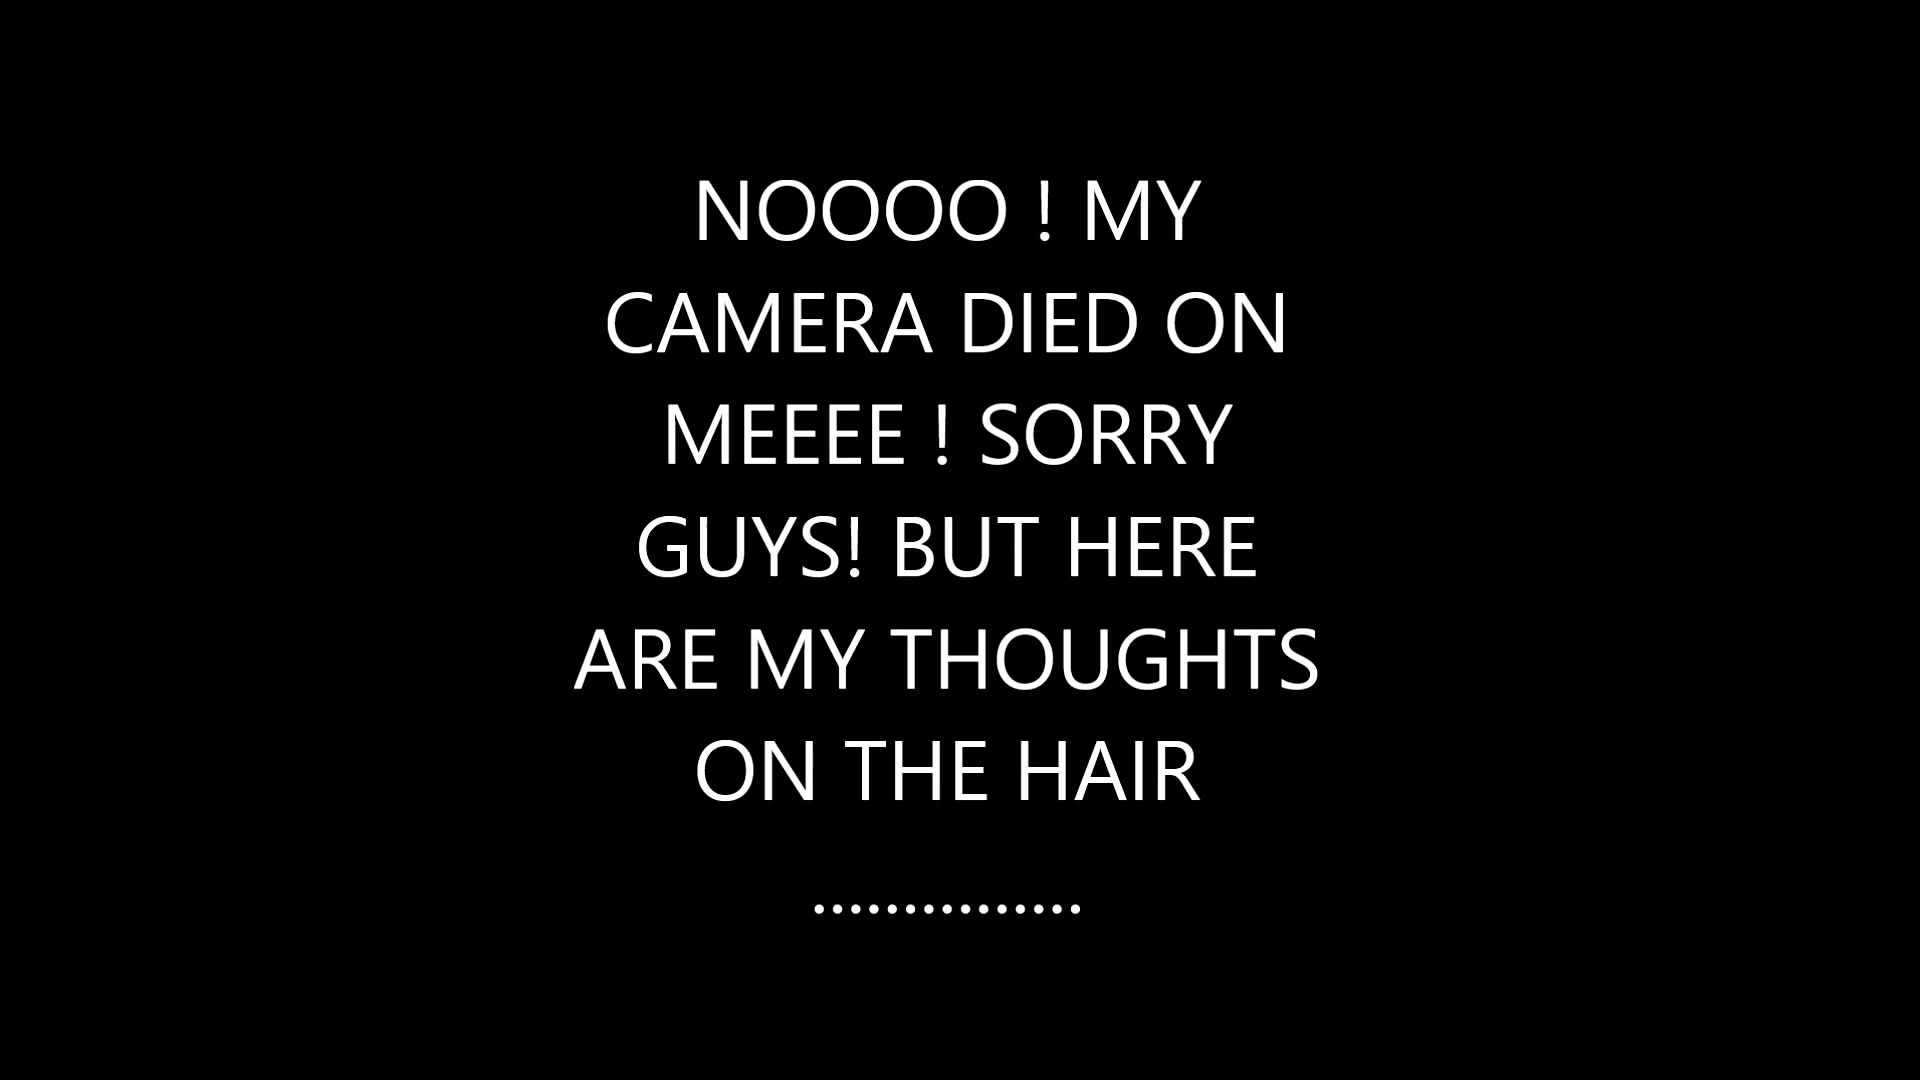 NOOOO ! MY
CAMERA DIED ON
MEEEE ! SORRY
GUYS! BUT HERE
ARE MY THOUGHTS
ON THE HAIR
...............